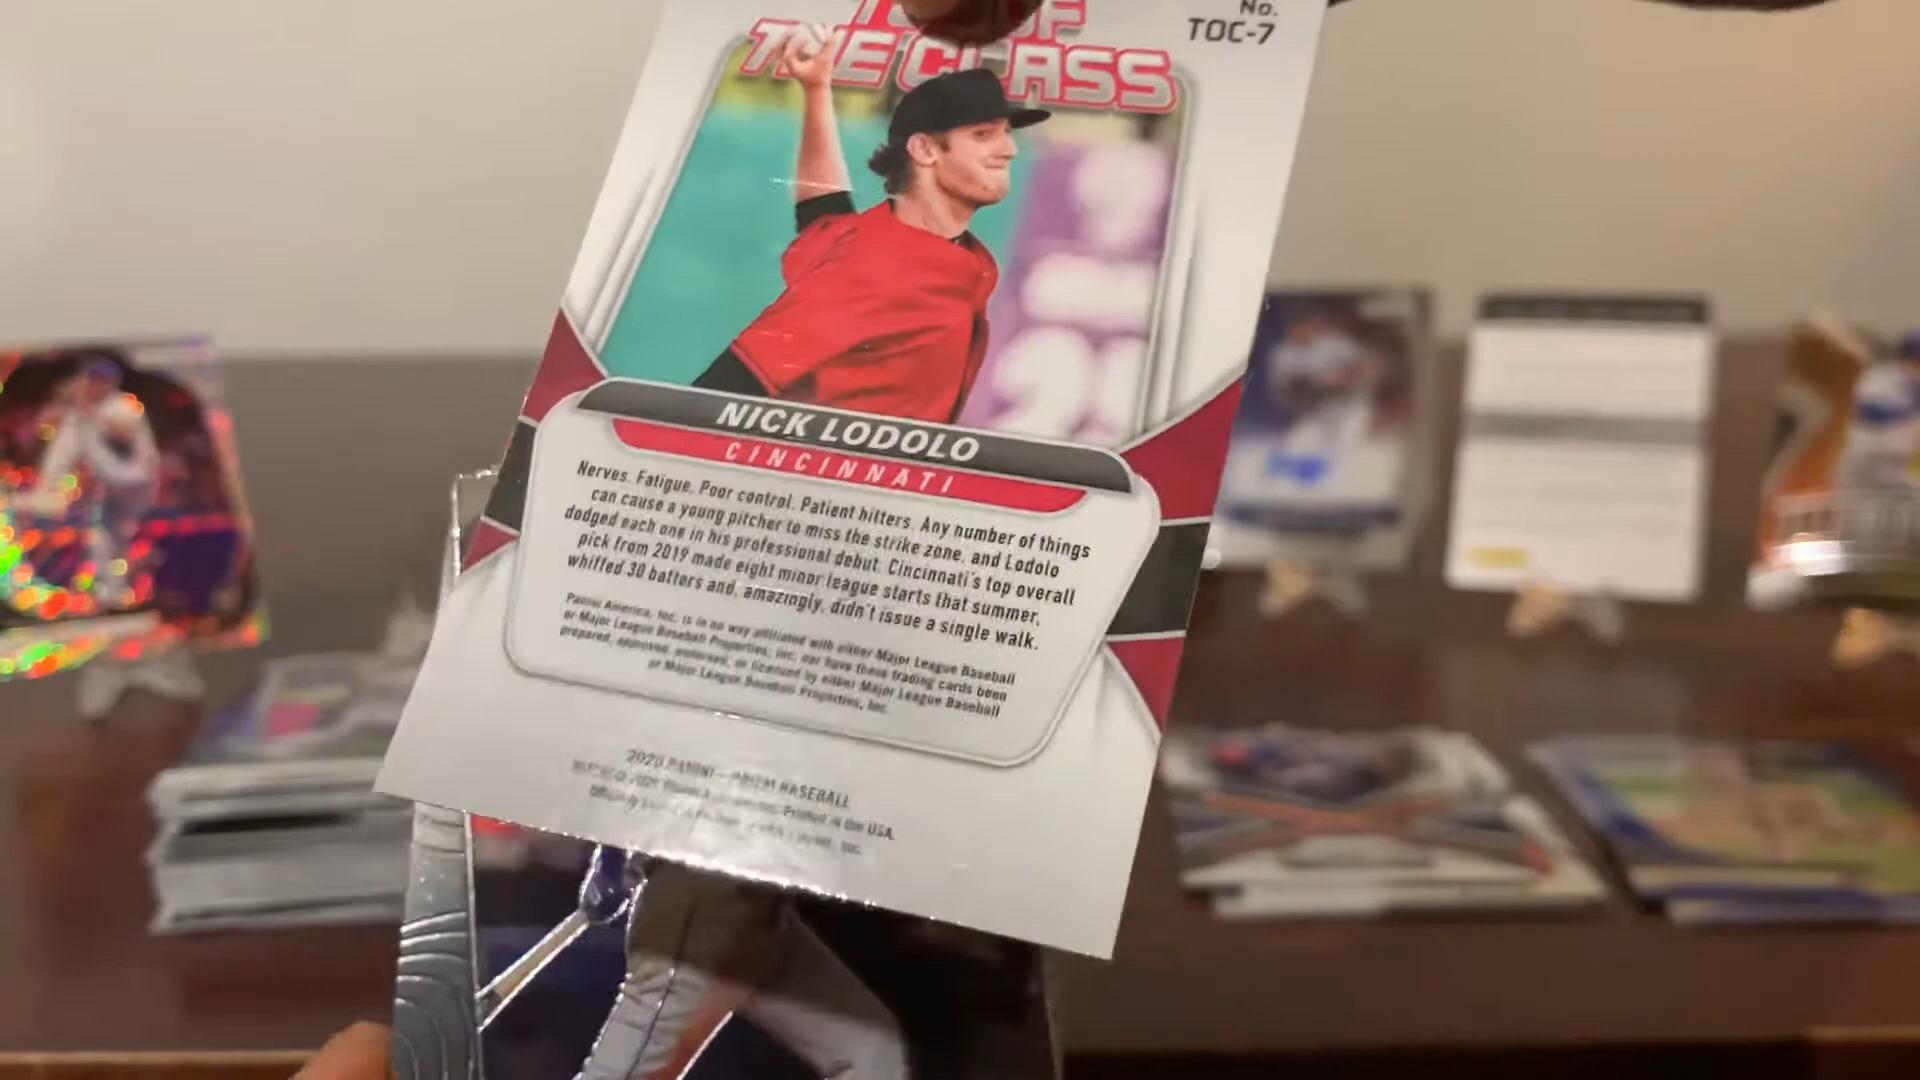 No.
TOC-7
TOP OF
THE CLASS
NICK LODOLO
CINCINNATI
Nerves. Fatigue. Poor control. Patient hitters. Any number of things
can cause a young pitcher to miss the strike zone, and Lodolo
dodged each one in his professional debut. Cincinnati's top overall
pick from 2019 made eight minor league starts that summer,
whiffed 30 batters and, amazingly, didn't issue a single walk.
Panini America, Inc. is in no way affiliated with either Major League Baseball
or Major League Baseball Properties, Inc. nor have these trading cards been
prepared, approved, endorsed, or licensed by either Major League Baseball
or Major League Baseball Properties, Inc.
2020 PANINI - PRIZM BASEBALL
Printed in the USA.